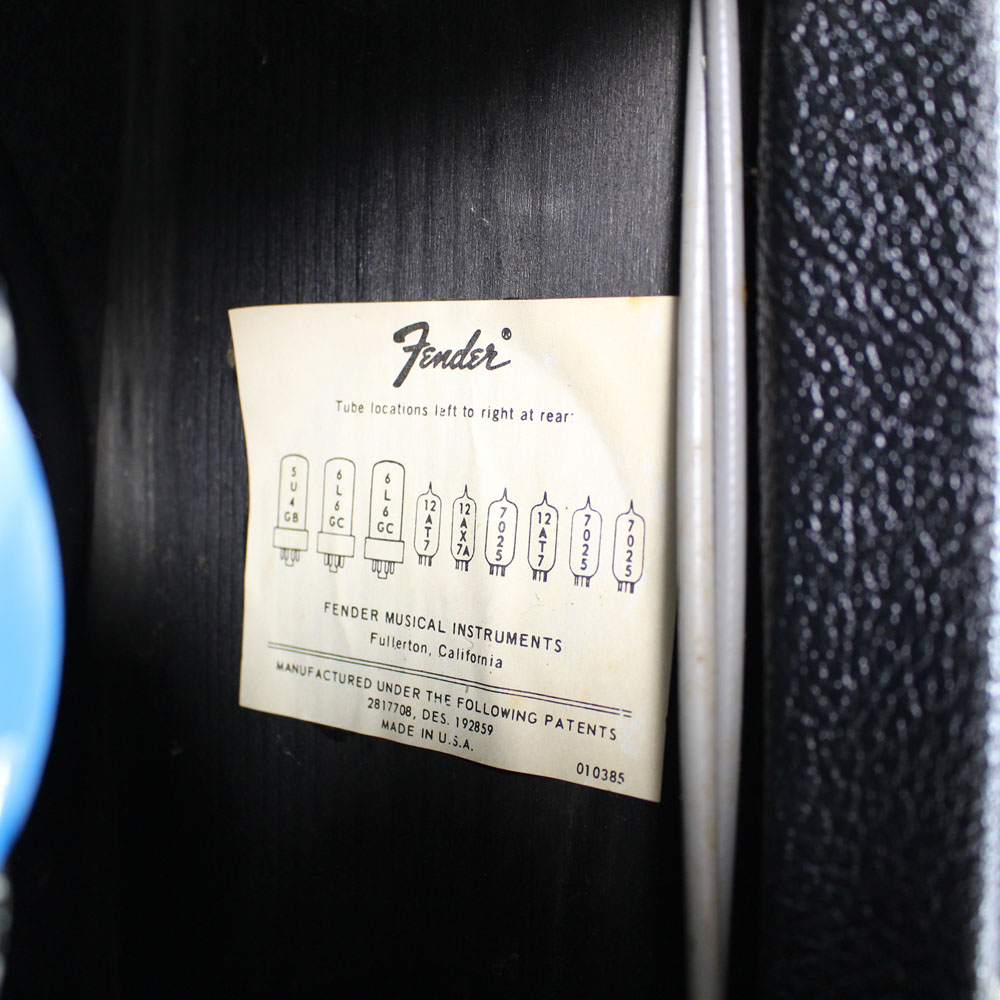 Fender®
Tube locations left to right at rear:
5U4GB 6L6GC 6L6GC 12AT7 12AX7A 7025 12AT7 7025 7025
FENDER MUSICAL INSTRUMENTS
Fullerton, California
MANUFACTURED UNDER THE FOLLOWING PATENTS
2817708, DES. 192859
MADE IN U.S.A.
010385